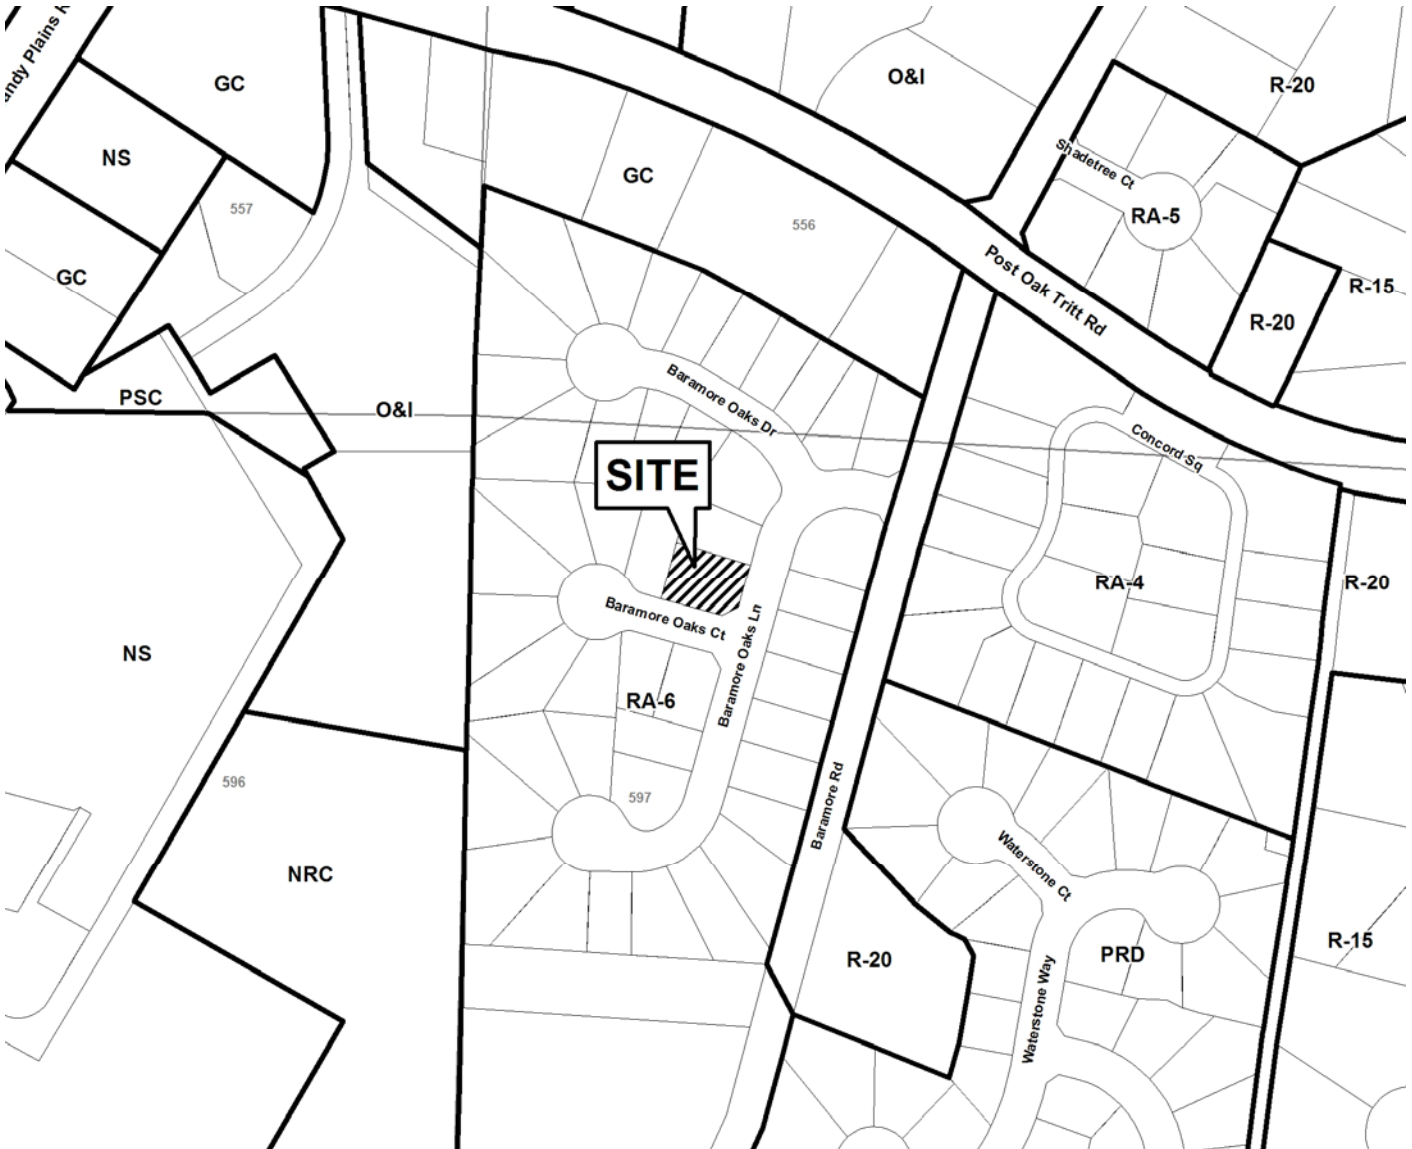 andy Plains R
GC
O&I
R-20
NS
Shadetree Ct
GC
557
RA-5
556
GC
Post Oak Tritt Rd
R-15
R-20
PSC
O&I
Baramore Oaks Dr
Concord Sq
SITE
RA-4
R-20
Baramore Oaks Ct
Baramore Oaks Ln
NS
RA-6
596
597
Baramore Rd
NRC
Waterstone Ct
R-20
PRD
R-15
Waterstone Way